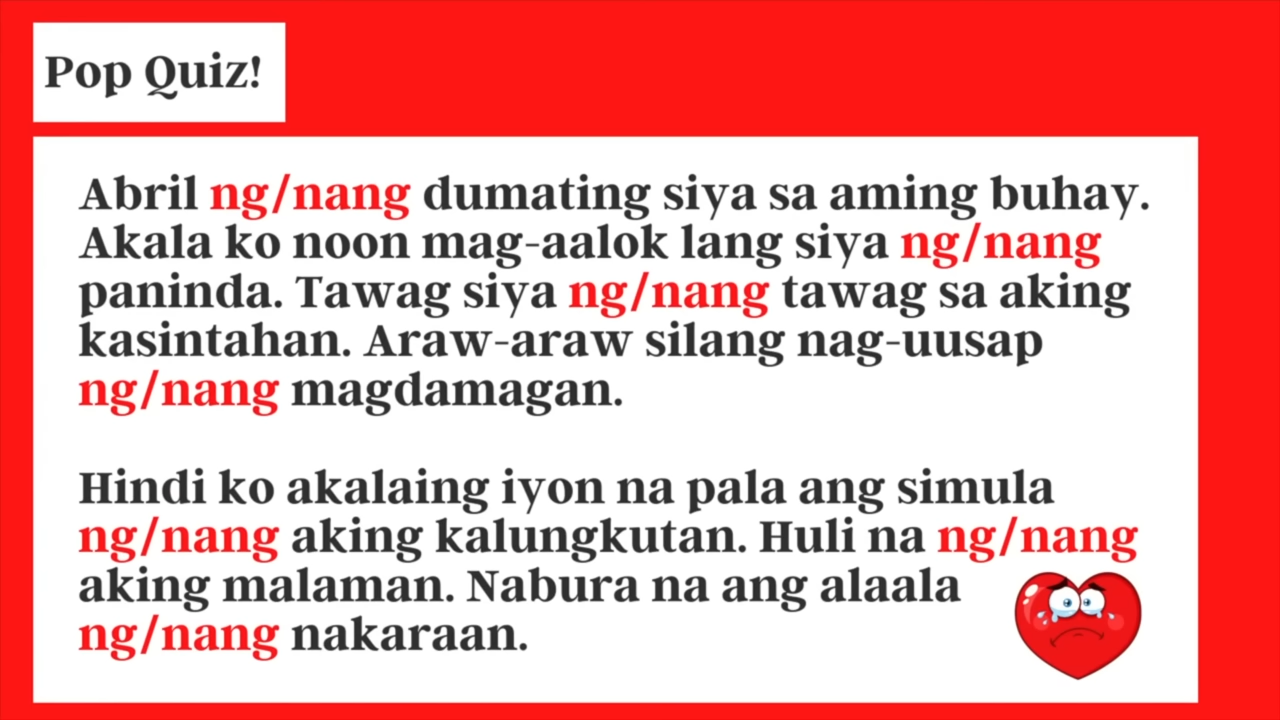 Pop Quiz!
Abril ng/nang dumating siya sa aming buhay.
Akala ko noon mag-aalok lang siya ng/nang
paninda. Tawag siya ng/nang tawag sa aking
kasintahan. Araw-araw silang nag-uusap
ng/nang magdamagan.
Hindi ko akalaing iyon na pala ang simula
ng/nang aking kalungkutan. Huli na ng/nang
aking malaman. Nabura na ang alaala
ng/nang nakaraan.